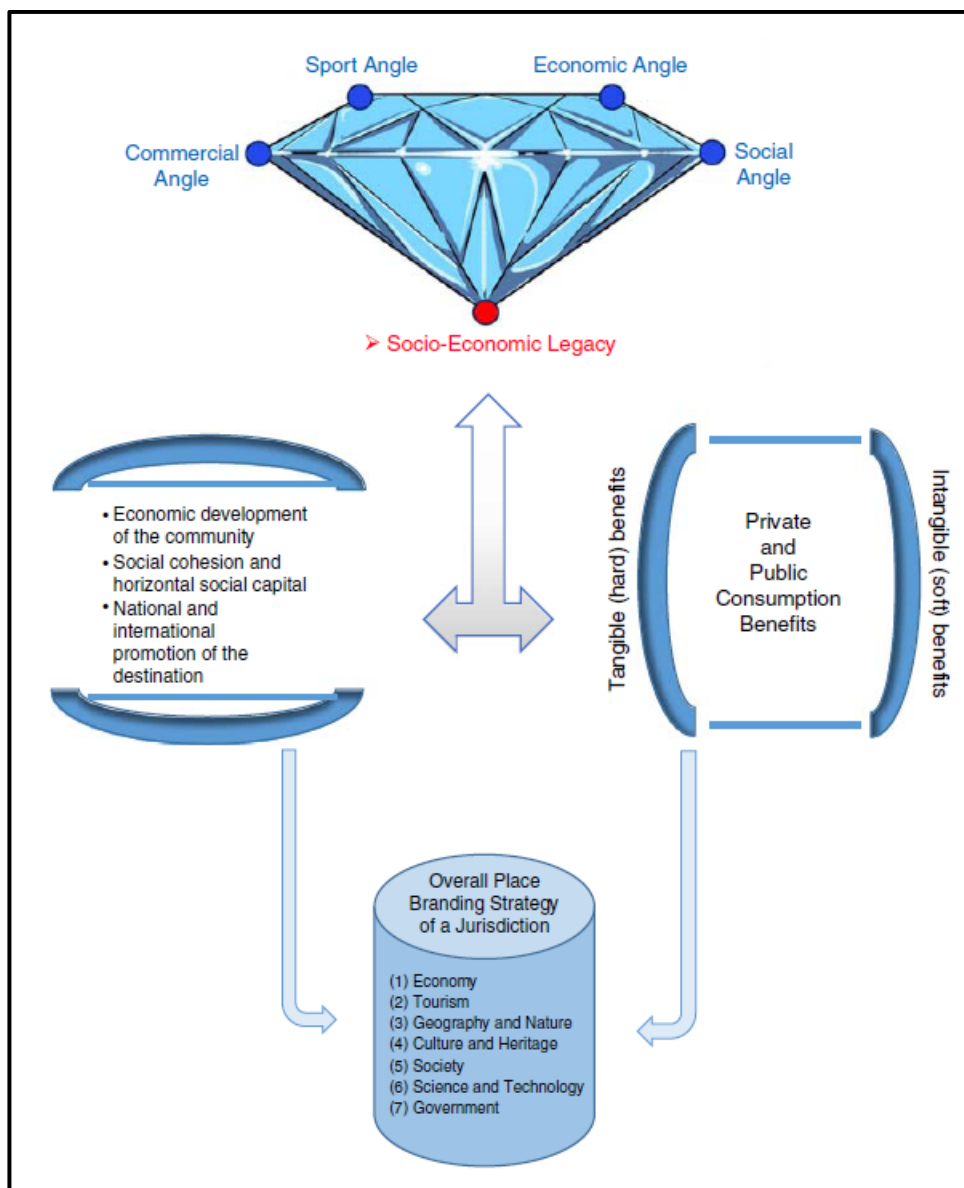 Sport Angle
Economic Angle
Commercial
Angle
Social
Angle
➢ Socio-Economic Legacy
• Economic development
of the community
• Social cohesion and
horizontal social capital
• National and
international
promotion of the
destination
Tangible (hard) benefits
Private
and
Public
Consumption
Benefits
Intangible (soft) benefits
Overall Place
Branding Strategy
of a Jurisdiction
(1) Economy
(2) Tourism
(3) Geography and Nature
(4) Culture and Heritage
(5) Society
(6) Science and Technology
(7) Government